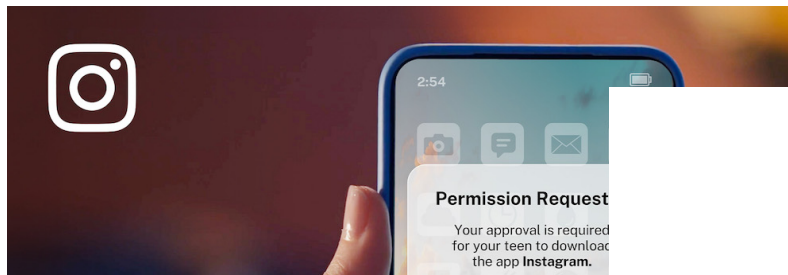 2:54
Permission Request
Your approval is required
for your teen to download
the app Instagram.